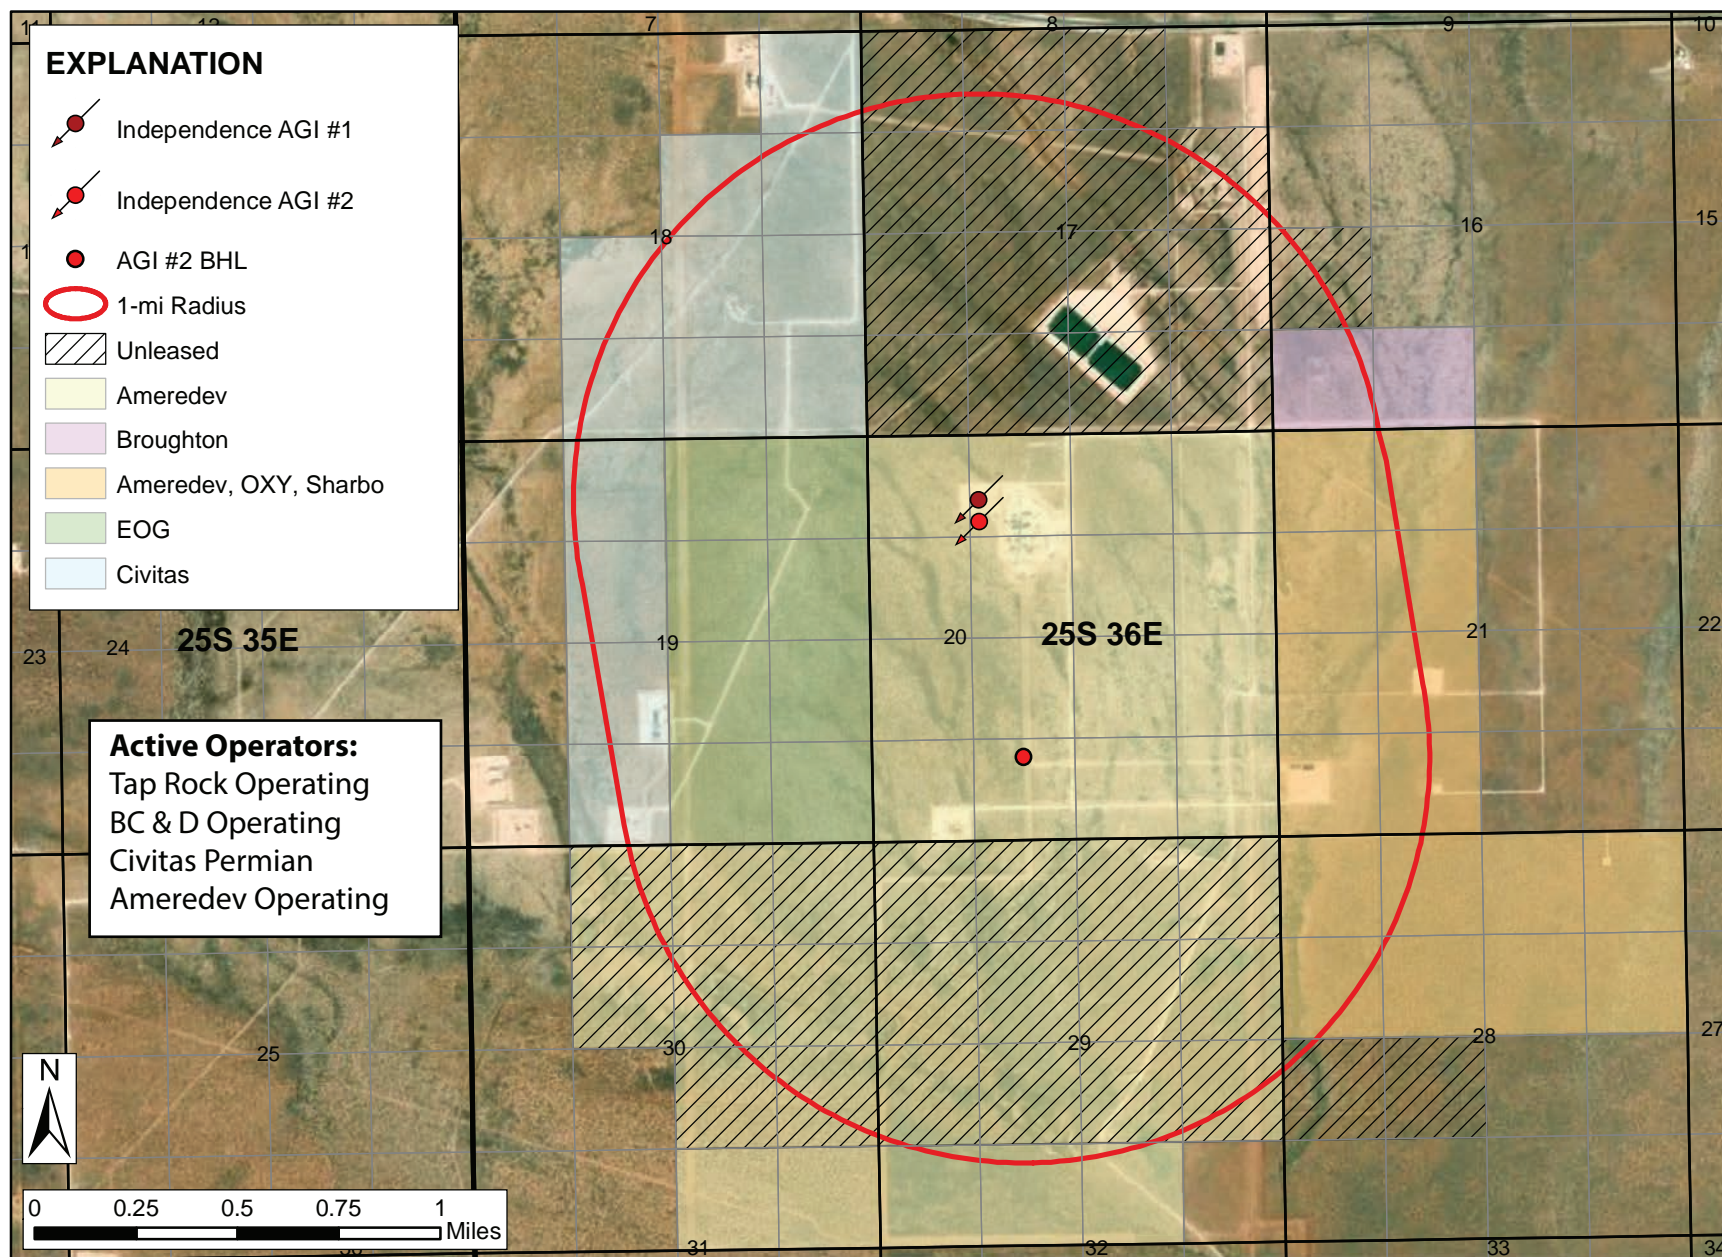 11
12
7
8
9
10
EXPLANATION
Independence AGI #1
Independence AGI #2
AGI #2 BHL
1-mi Radius
Unleased
Ameredev
Broughton
Ameredev, OXY, Sharbo
EOG
Civitas
18
17
16
15
23
24
25S 35E
19
20
25S 36E
21
22
Active Operators:
Tap Rock Operating
BC & D Operating
Civitas Permian
Ameredev Operating
25
30
29
28
27
N
0 0.25 0.5 0.75 1
Miles
31
32
33